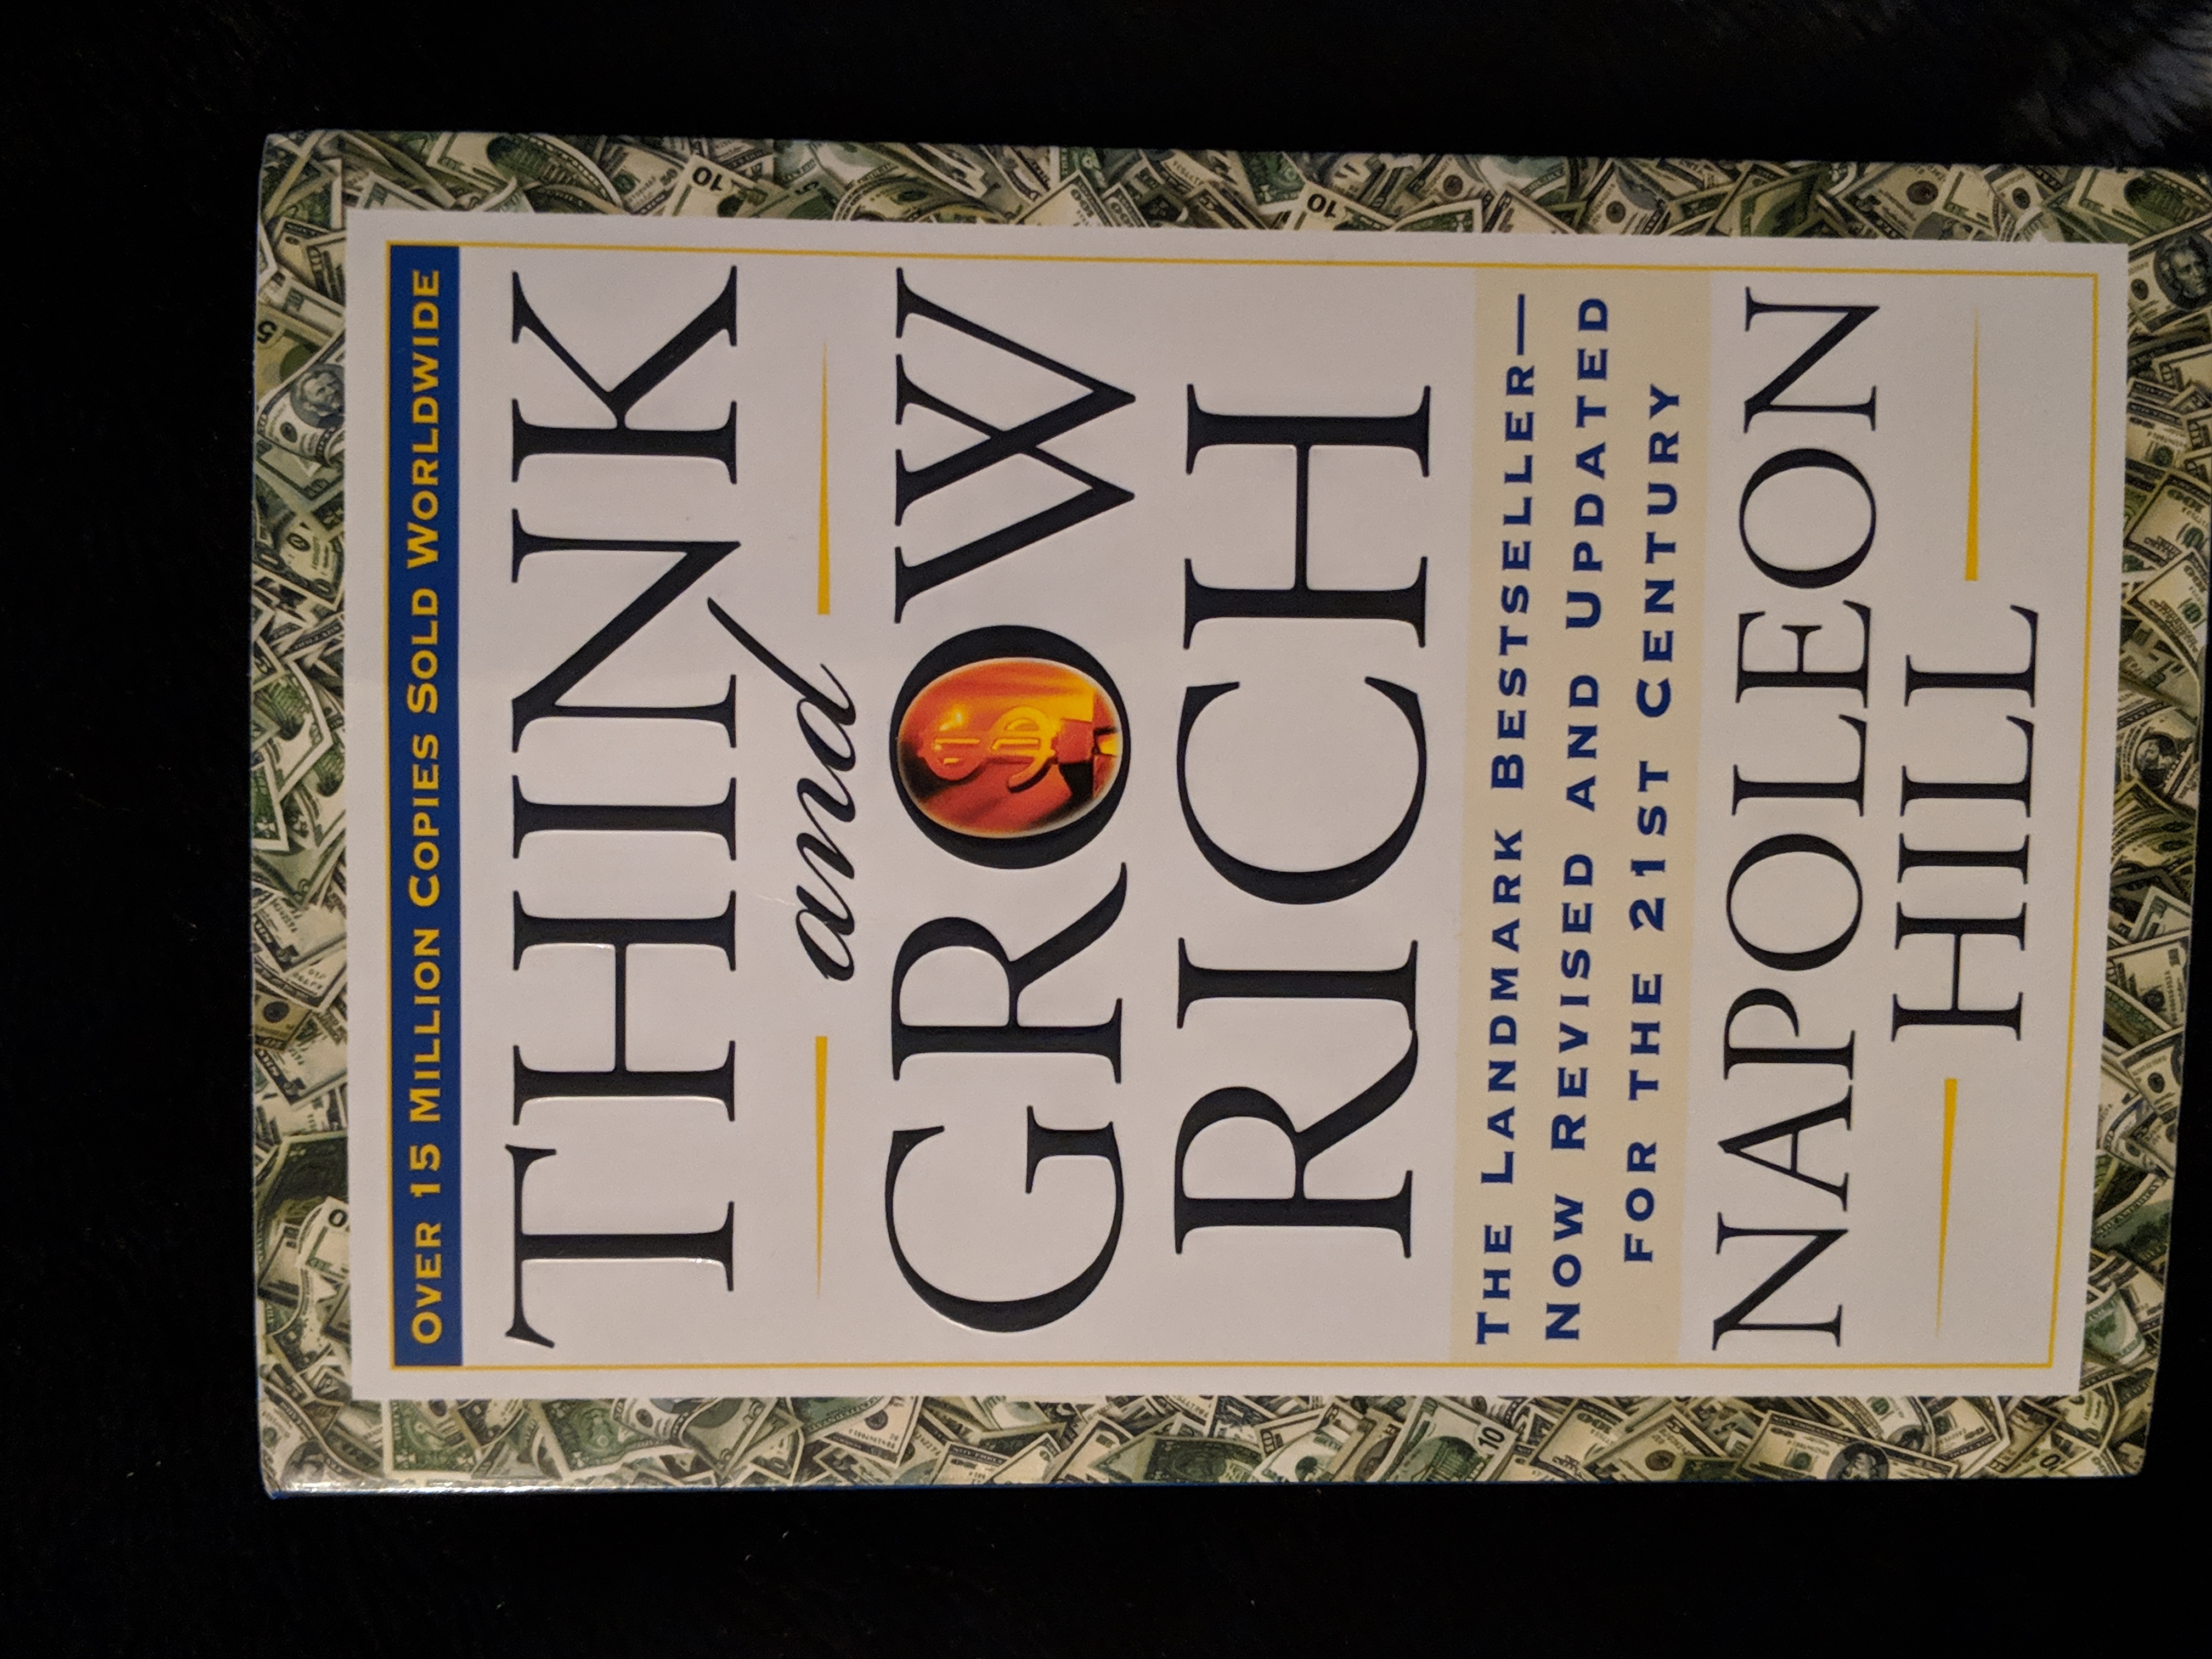 OVER 15 MILLION COPIES SOLD WORLDWIDE
THINK
and
GROW
RICH
THE LANDMARK BESTSELLER—
NOW REVISED AND UPDATED
FOR THE 21ST CENTURY
NAPOLEON
HILL